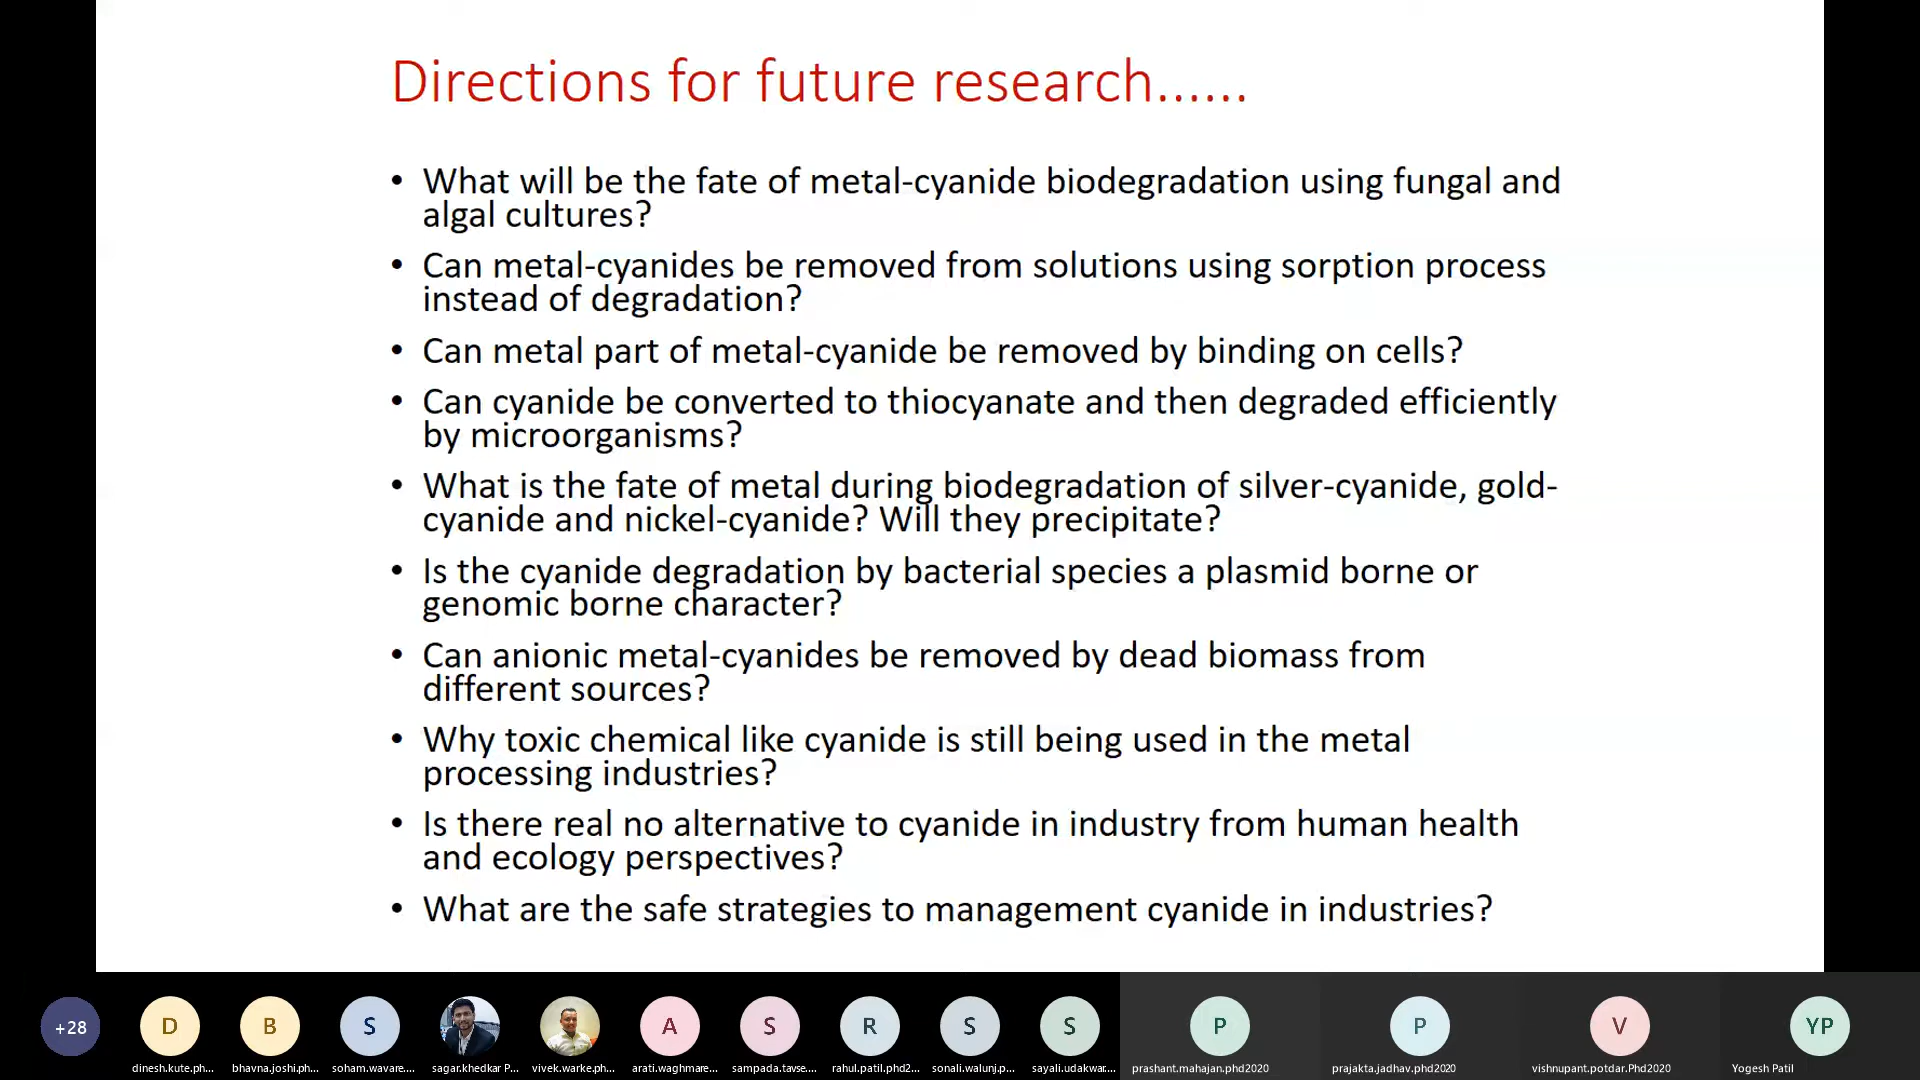 Directions for future research......
• What will be the fate of metal-cyanide biodegradation using fungal and
algal cultures?
• Can metal-cyanides be removed from solutions using sorption process
instead of degradation?
• Can metal part of metal-cyanide be removed by binding on cells?
• Can cyanide be converted to thiocyanate and then degraded efficiently
by microorganisms?
• What is the fate of metal during biodegradation of silver-cyanide, gold-
cyanide and nickel-cyanide? Will they precipitate?
• Is the cyanide degradation by bacterial species a plasmid borne or
genomic borne character?
• Can anionic metal-cyanides be removed by dead biomass from
different sources?
• Why toxic chemical like cyanide is still being used in the metal
processing industries?
• Is there real no alternative to cyanide in industry from human health
and ecology perspectives?
• What are the safe strategies to management cyanide in industries?
+28 D B S A S R S S P P V YP
dinesh.kute.ph... bhavna.joshi.ph... soham.wavare.... sagar.khedkar P... vivek.warke.ph... arati.waghmare... sampada.tavse.... rahul.patil.phd2... sonali.walunj.p... sayali.udakwar.... prashant.mahajan.phd2020 prajakta.jadhav.phd2020 vishnupant.potdar.Phd2020 Yogesh Patil